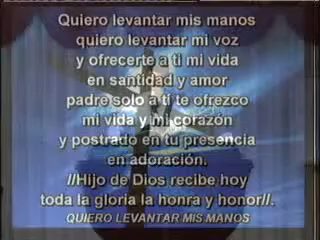 Quiero levantar mis manos
quiero levantar mi voz
y ofrecerte a ti mi vida
en santidad y amor
padre solo a ti te ofrezco
mi vida y mi corazón
y postrado en tu presencia
en adoración.
//Hijo de Dios recibe hoy
toda la gloria la honra y honor//.
QUIERO LEVANTAR MIS MANOS